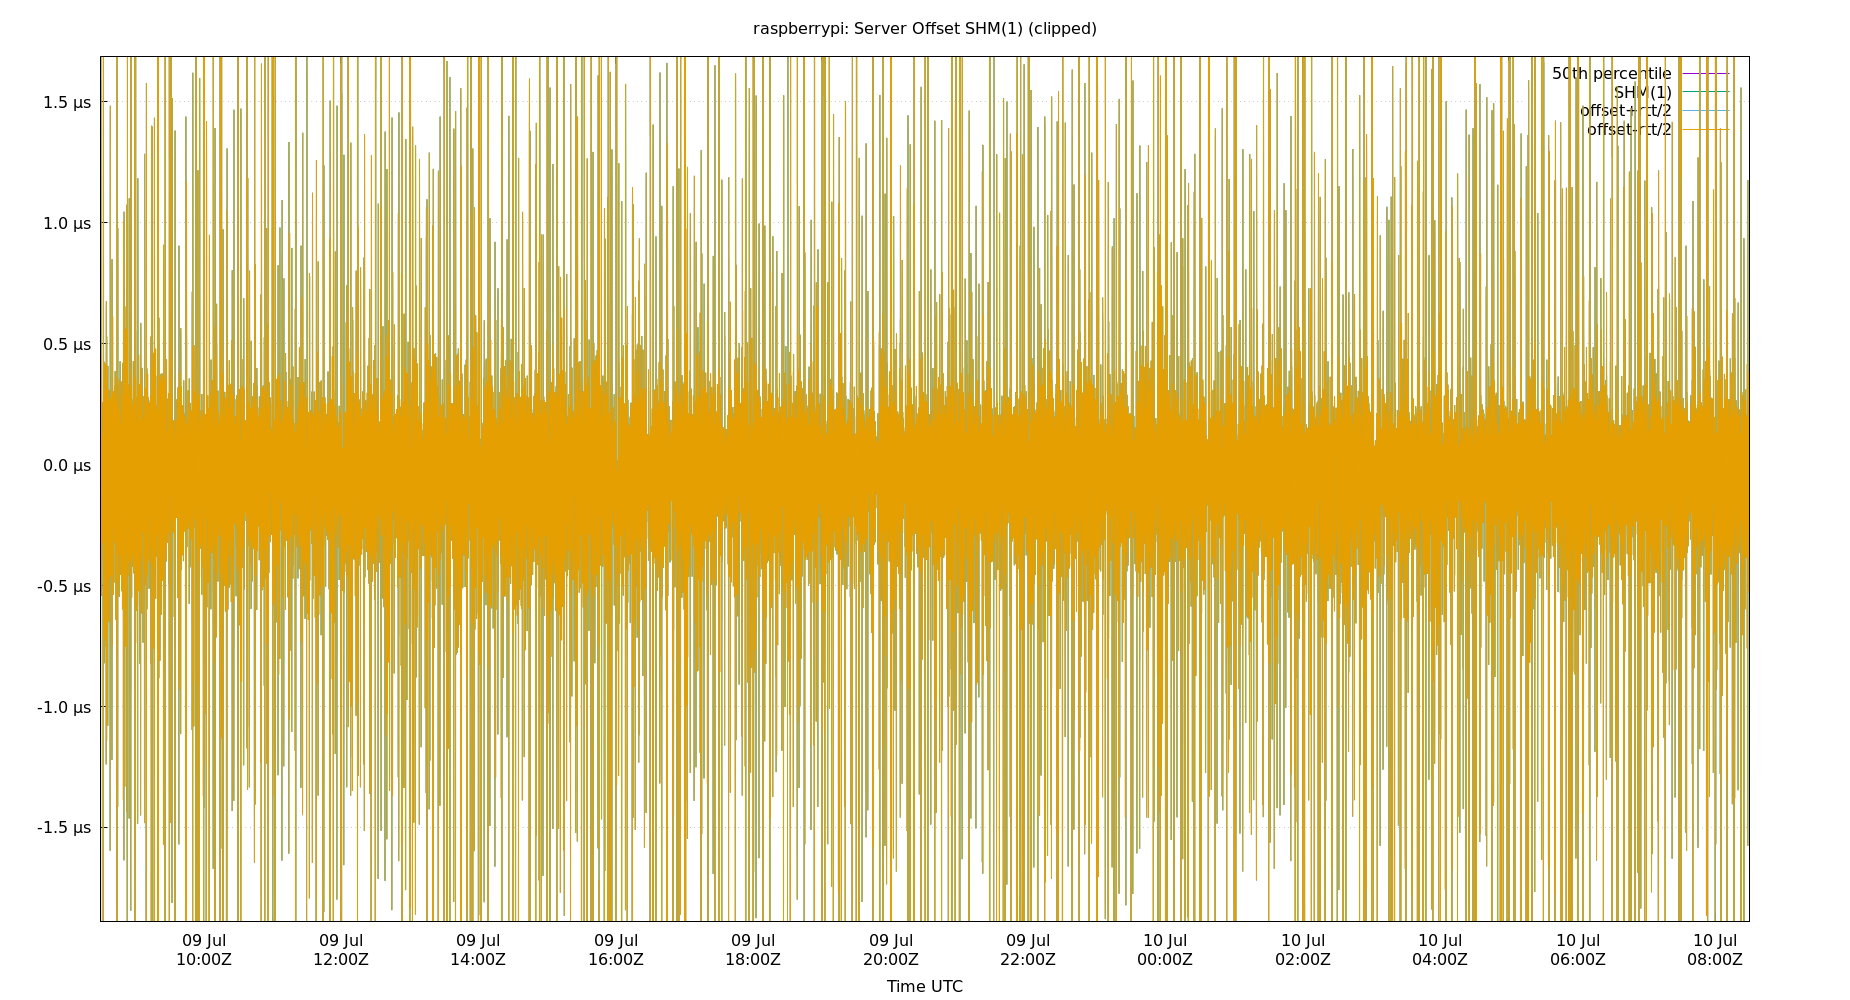 raspberrypi: Server Offset SHM(1) (clipped)
50th percentile
SHM(1)
offset+rtt/2
offset-rtt/2
1.5 µs
1.0 µs
0.5 µs
0.0 µs
-0.5 µs
-1.0 µs
-1.5 µs
09 Jul 09 Jul 09 Jul 09 Jul 09 Jul 09 Jul 09 Jul 10 Jul 10 Jul 10 Jul 10 Jul 10 Jul
10:00Z 12:00Z 14:00Z 16:00Z 18:00Z 20:00Z 22:00Z 00:00Z 02:00Z 04:00Z 06:00Z 08:00Z
Time UTC